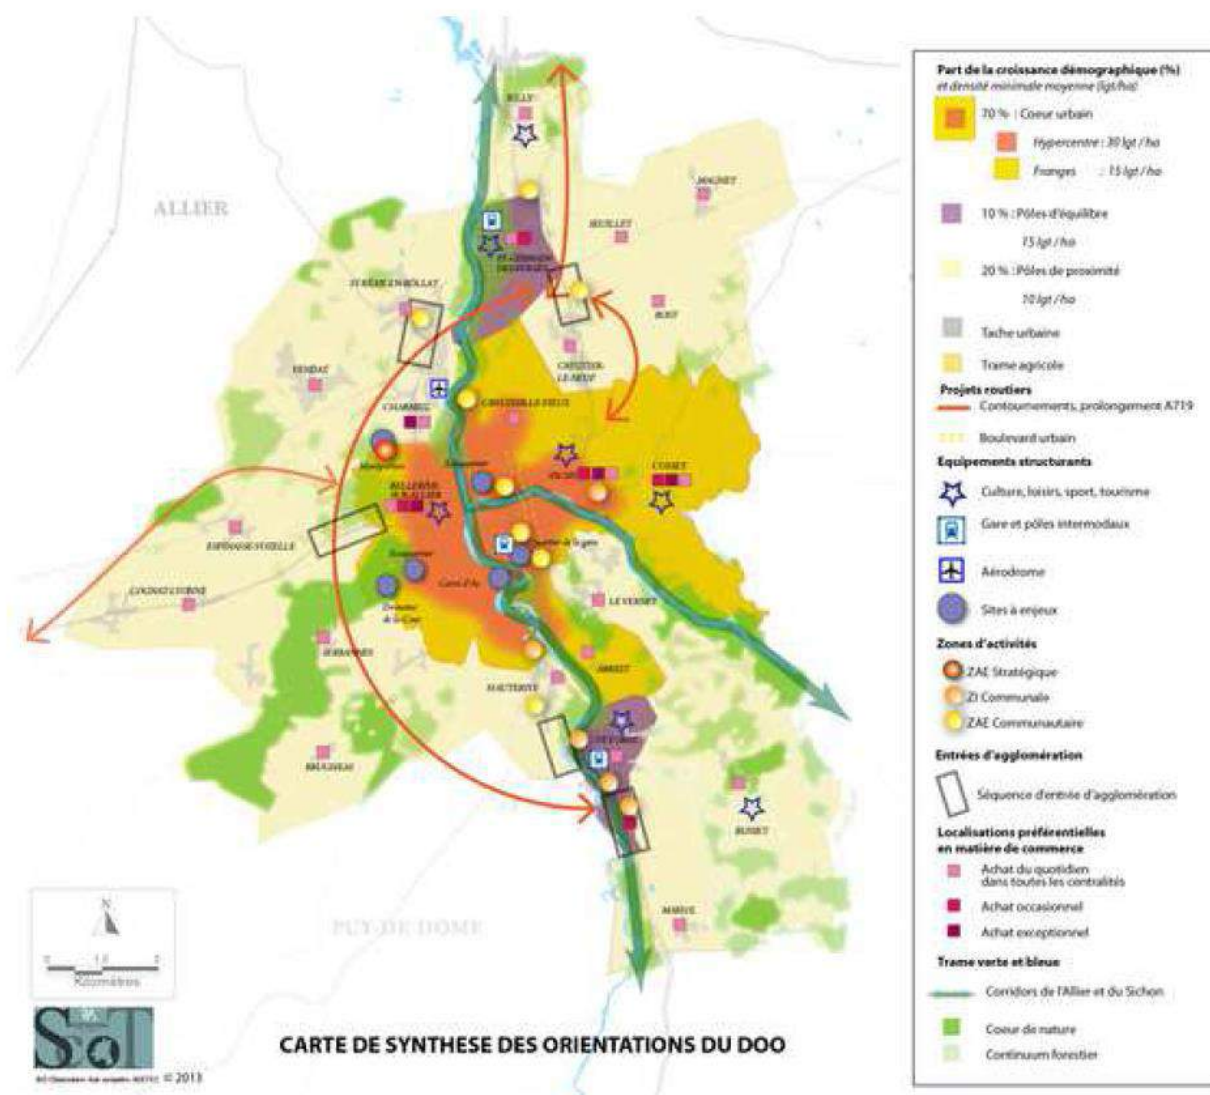 Part de la croissance démographique (%)
et densité minimale moyenne (lgt/ha)
70 % : Coeur urbain
Hypercentre : 30 lgt / ha
Franges : 15 lgt / ha
10 % : Pôles d'équilibre
15 lgt / ha
20 % : Pôles de proximité
10 lgt / ha
Tache urbaine
Trame agricole
Projets routiers
Contournements, prolongement A719
Boulevard urbain
Equipements structurants
Culture, loisirs, sport, tourisme
Gare et pôles intermodaux
Aérodrome
Sites à enjeux
Zones d'activités
ZAE Stratégique
ZI Communale
ZAE Communautaire
Entrées d'agglomération
Séquence d'entrée d'agglomération
Localisations préférentielles
en matière de commerce
Achat du quotidien
dans toutes les centralités
Achat occasionnel
Achat exceptionnel
Trame verte et bleue
Corridors de l'Allier et du Sichon
Coeur de nature
Continuum forestier
ALLIER
BILLY
MAGNET
SEUILLET
BOST
VENDAT
CREUZIER-
LE-NEUF
CHARMEIL
CREUZIER-LE-VIEUX
CUSSET
BELLERIVE
SUR ALLIER
ESPINASSE-VOZELLE
COGNAT-LYONNE
SERBANNES
LE VERNET
ABREST
HAUTERIVE
BRUGHEAS
BUSSET
MARIOL
PUY-DE-DOME
N
Kilomètres
SCoT
© 2013
CARTE DE SYNTHESE DES ORIENTATIONS DU DOO